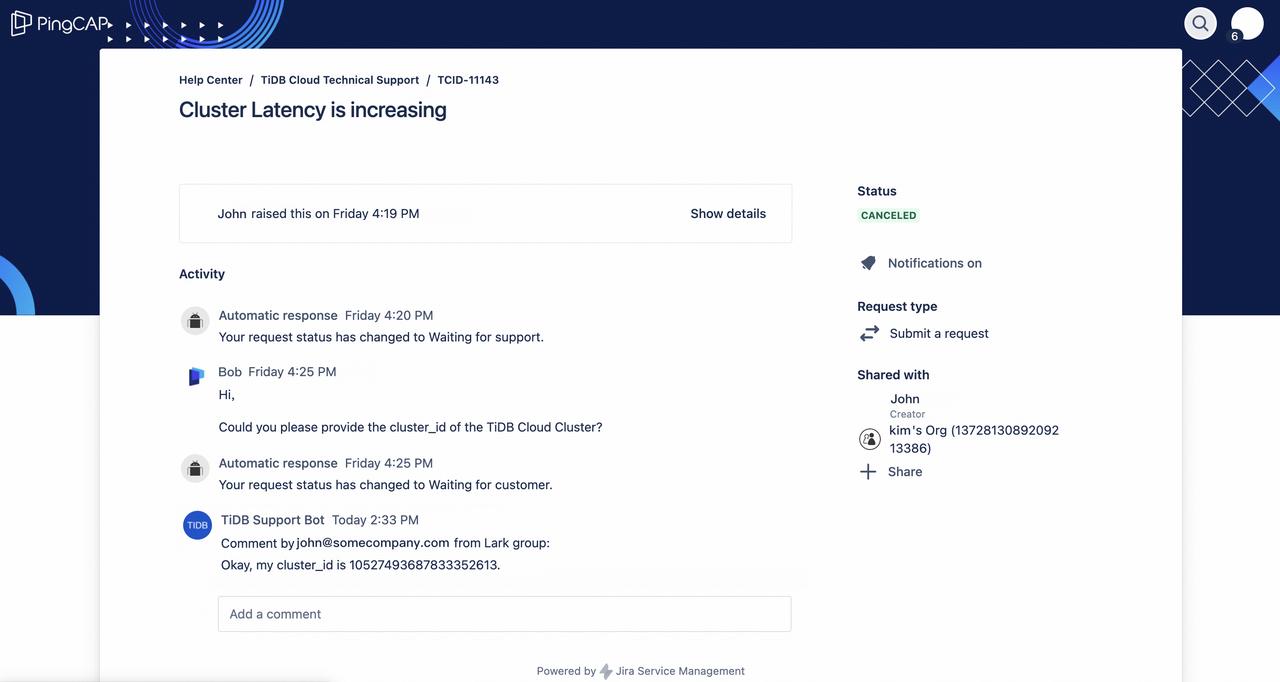 PingCAP
6
Help Center / TiDB Cloud Technical Support / TCID-11143
Cluster Latency is increasing
John raised this on Friday 4:19 PM
Show details
Activity
Automatic response Friday 4:20 PM
Your request status has changed to Waiting for support.
Bob Friday 4:25 PM
Hi,
Could you please provide the cluster_id of the TiDB Cloud Cluster?
Automatic response Friday 4:25 PM
Your request status has changed to Waiting for customer.
TIDB
TiDB Support Bot Today 2:33 PM
Comment by john@somecompany.com from Lark group:
Okay, my cluster_id is 10527493687833352613.
Add a comment
Status
CANCELED
Notifications on
Request type
Submit a request
Shared with
John
Creator
kim's Org (13728130892092
13386)
Share
Powered by Jira Service Management